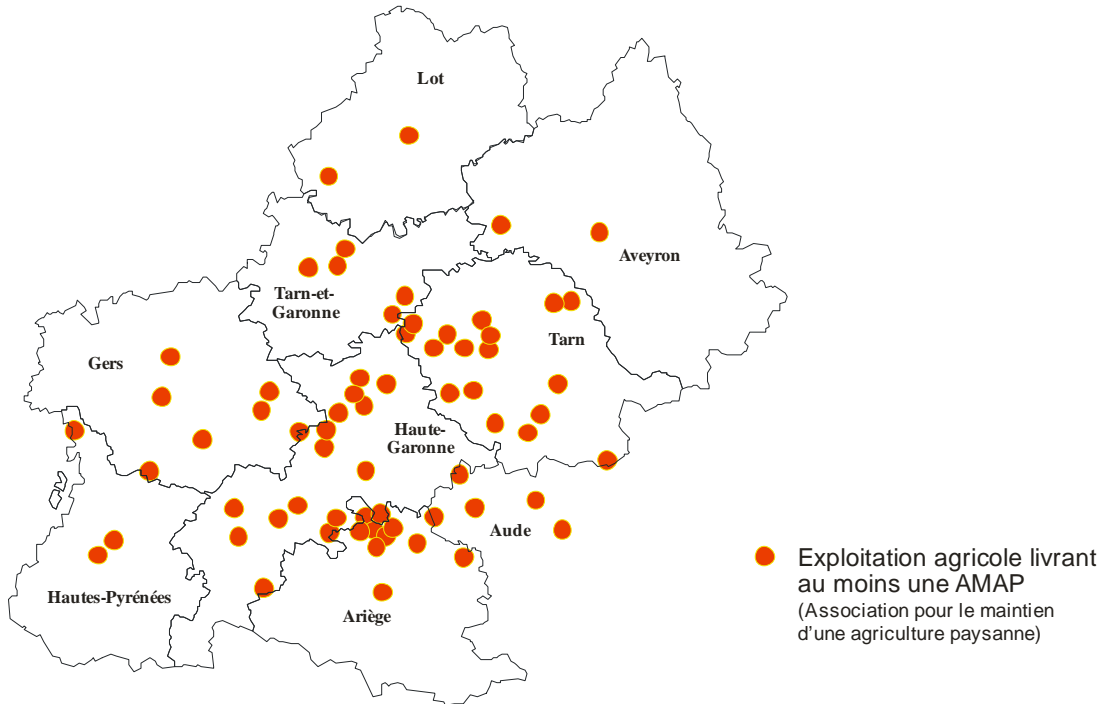 Lot
Aveyron
Tarn-et-
Garonne
Tarn
Gers
Haute-
Garonne
Aude
Hautes-Pyrénées
Ariège
Exploitation agricole livrant
au moins une AMAP
(Association pour le maintien
d'une agriculture paysanne)